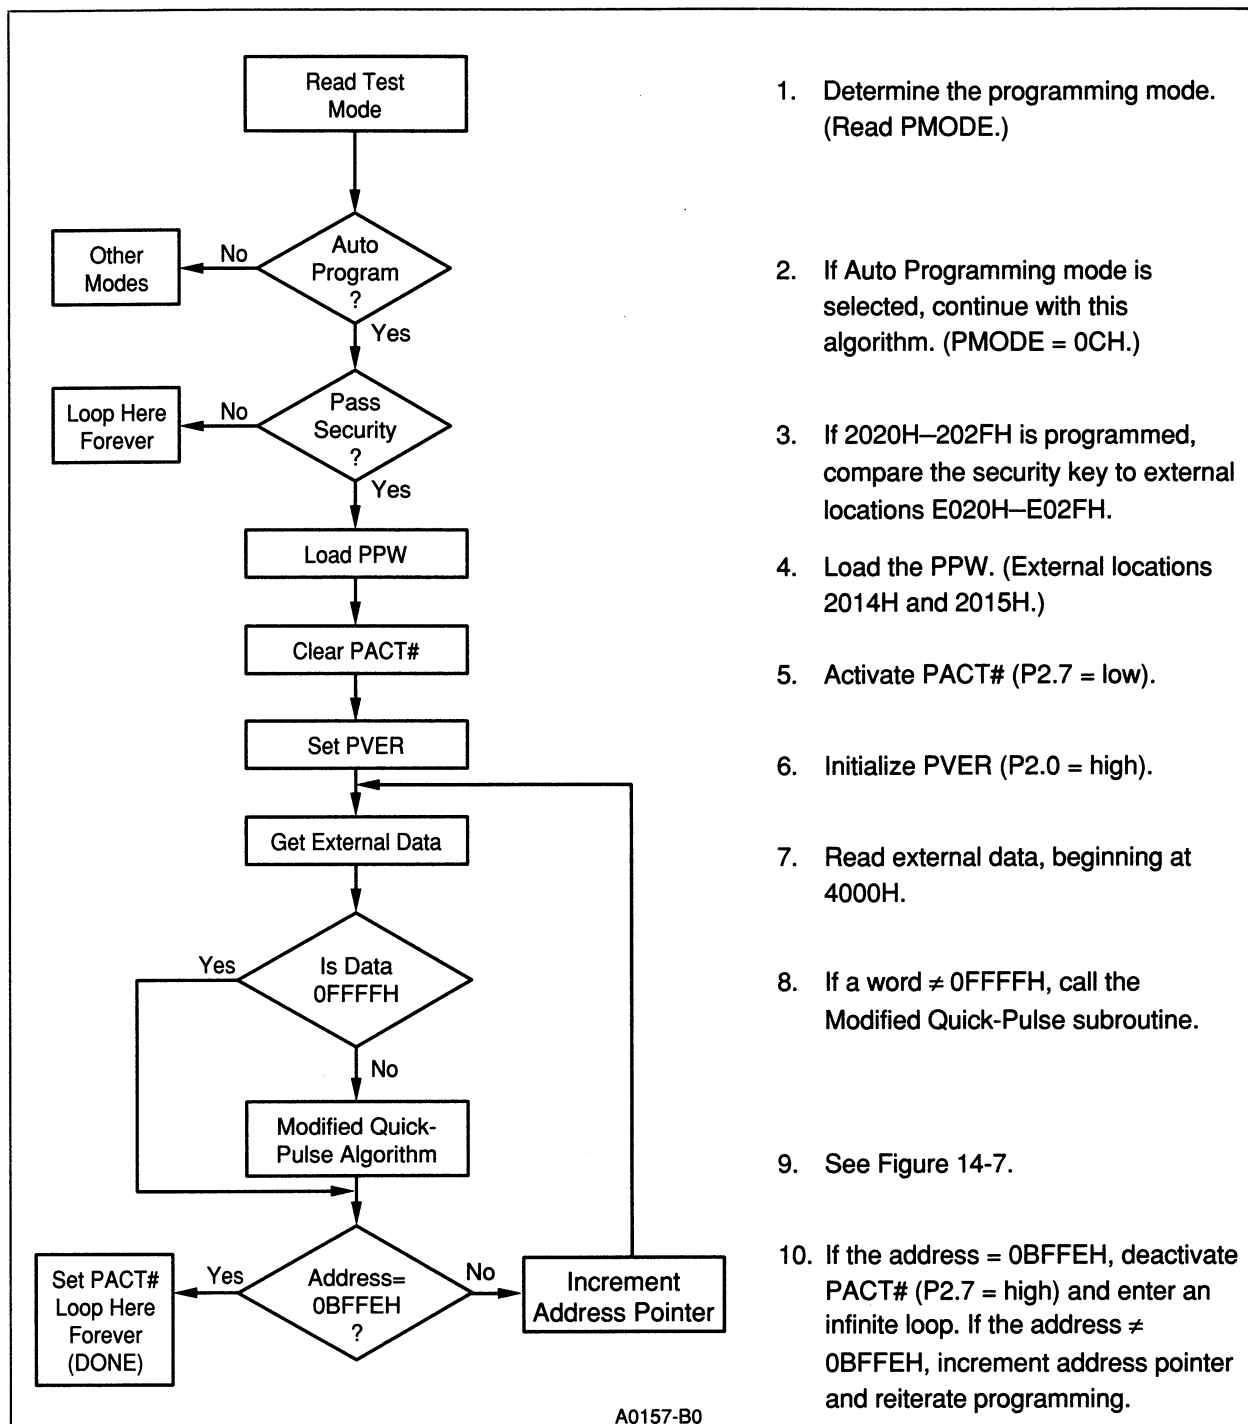 Read Test
Mode
Auto
Program
?
No
Other
Modes
Yes
Pass
Security
?
No
Loop Here
Forever
Yes
Load PPW
Clear PACT#
Set PVER
Get External Data
Is Data
0FFFFH
Yes
No
Modified Quick-
Pulse Algorithm
Address=
0BFFEH
?
Yes
Set PACT#
Loop Here
Forever
(DONE)
No
Increment
Address Pointer
1. Determine the programming mode.
(Read PMODE.)
2. If Auto Programming mode is
selected, continue with this
algorithm. (PMODE = 0CH.)
3. If 2020H–202FH is programmed,
compare the security key to external
locations E020H–E02FH.
4. Load the PPW. (External locations
2014H and 2015H.)
5. Activate PACT# (P2.7 = low).
6. Initialize PVER (P2.0 = high).
7. Read external data, beginning at
4000H.
8. If a word ≠ 0FFFFH, call the
Modified Quick-Pulse subroutine.
9. See Figure 14-7.
10. If the address = 0BFFEH, deactivate
PACT# (P2.7 = high) and enter an
infinite loop. If the address ≠
0BFFEH, increment address pointer
and reiterate programming.
A0157-B0